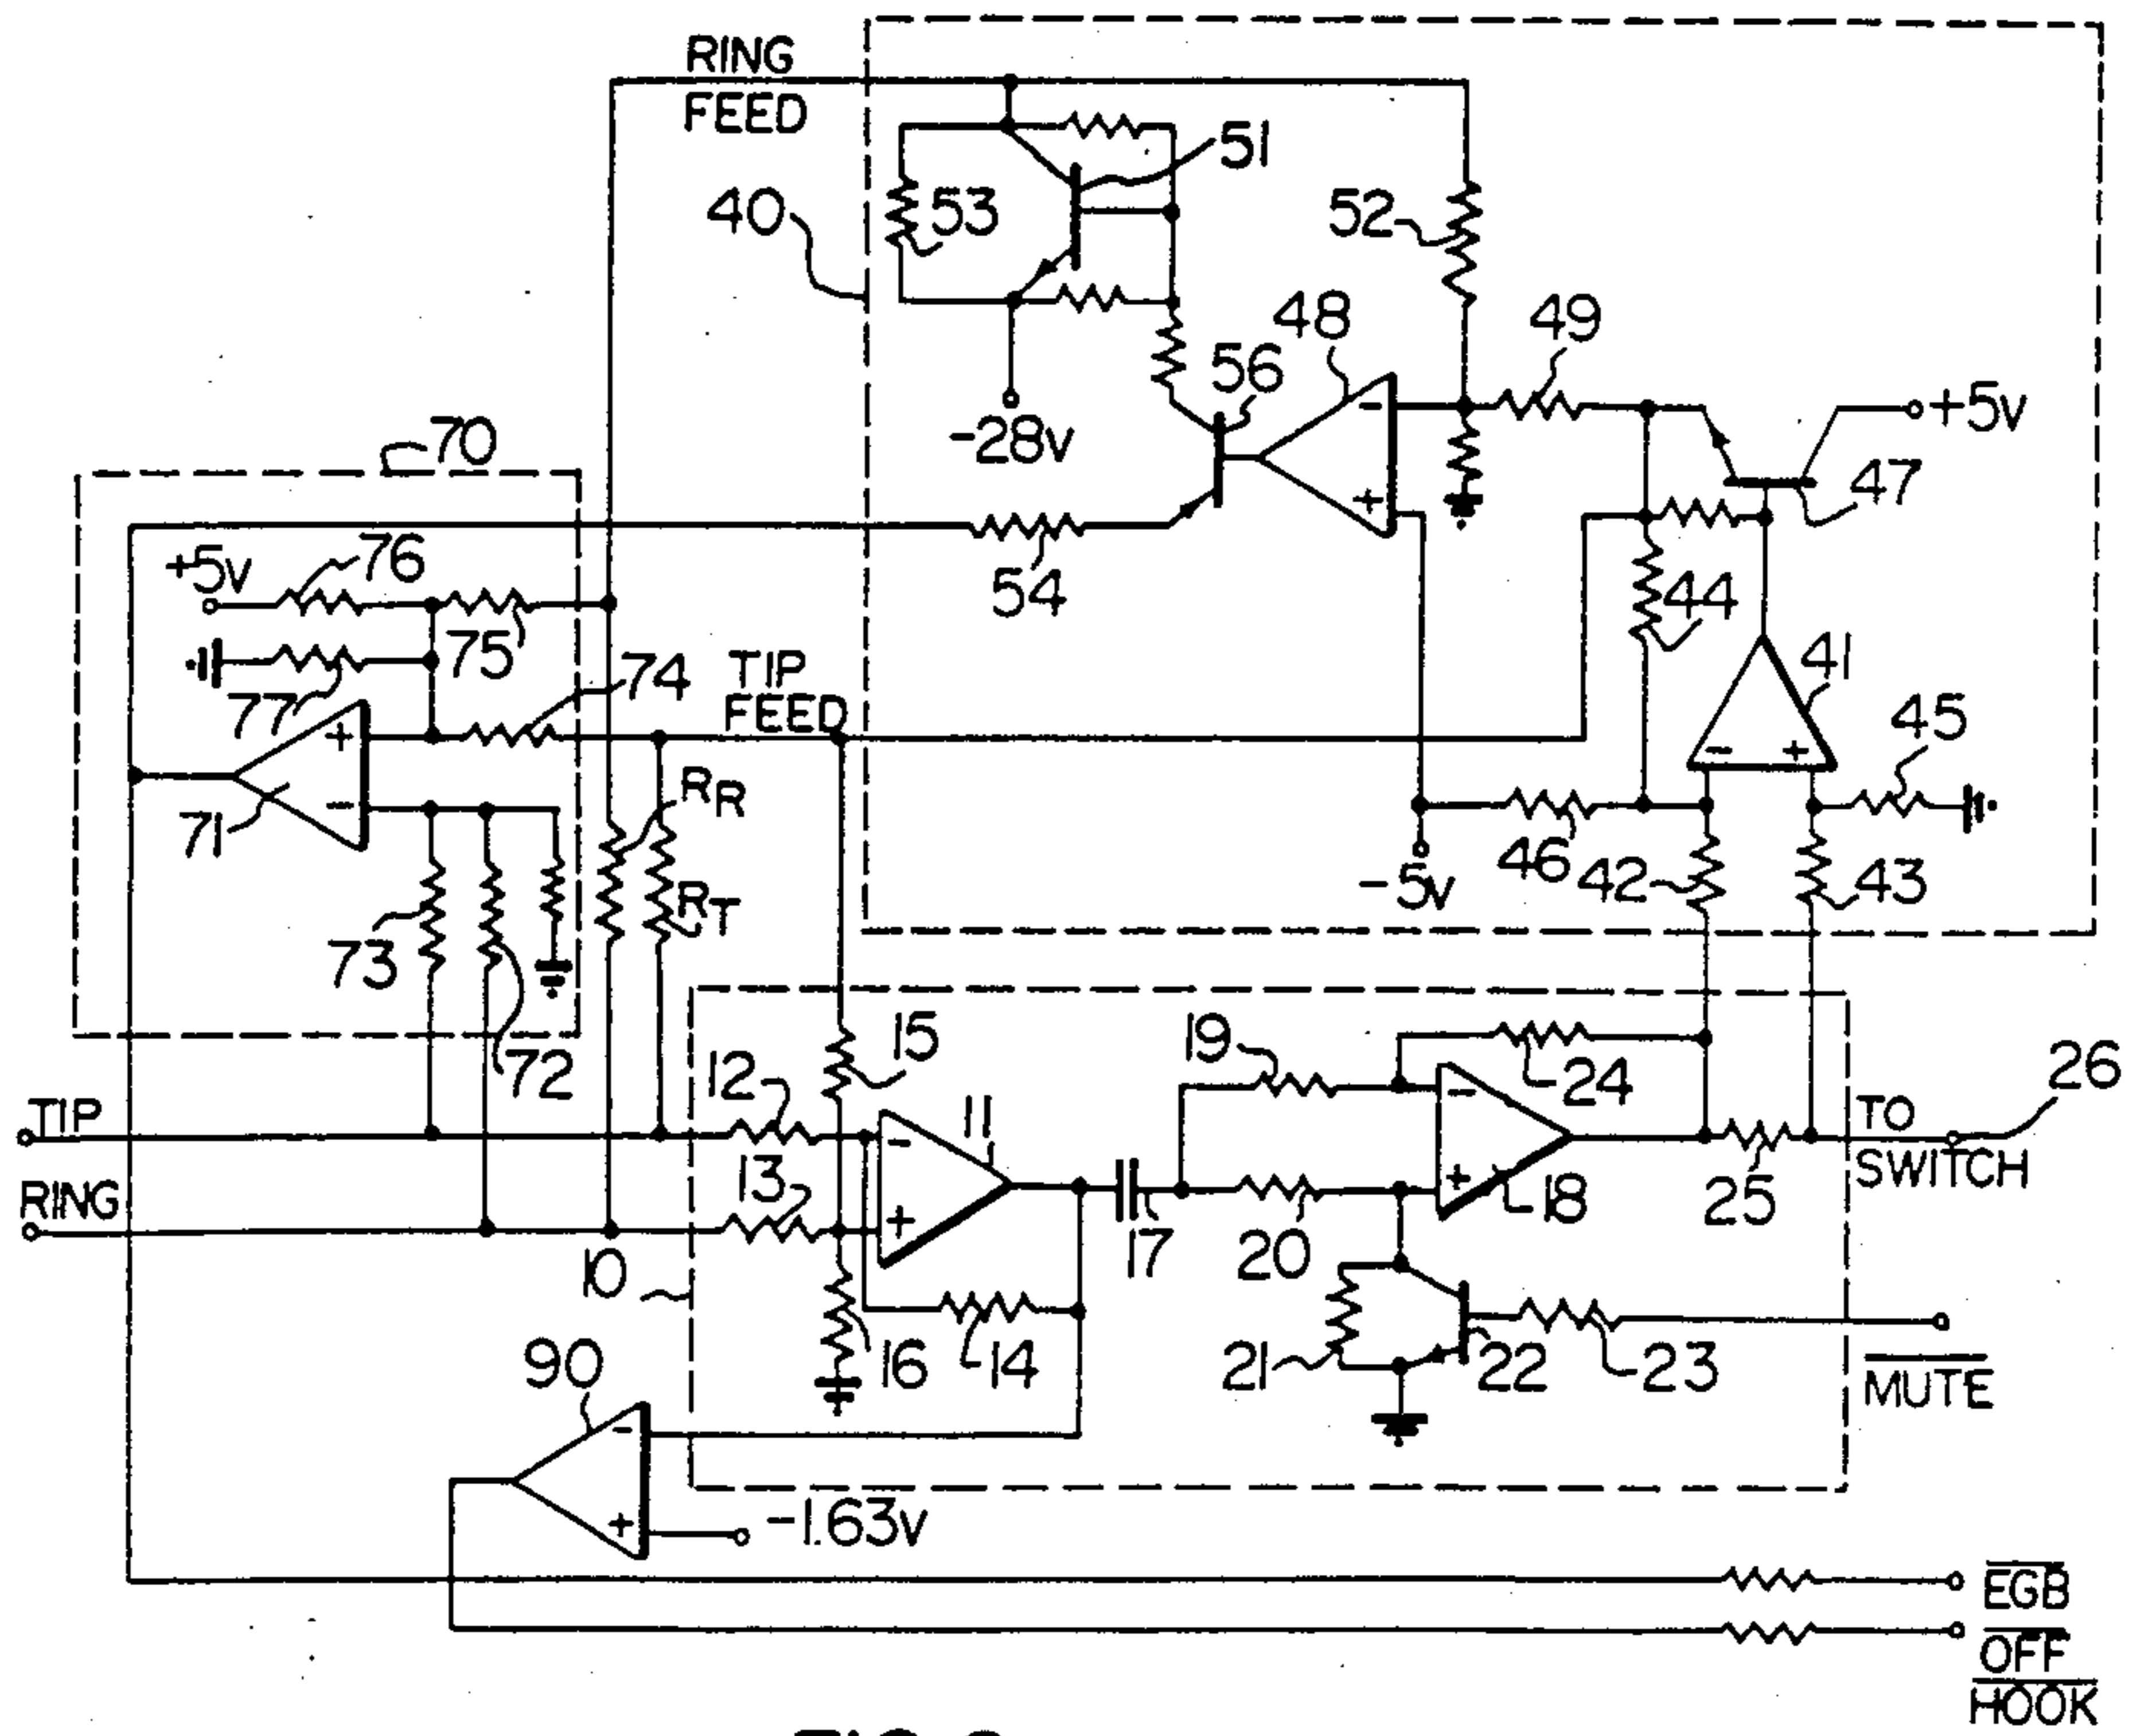 RING
FEED
51
40
53
52
48
49
56
-
+
-28V
+5V
47
70
54
+5V
76
75
44
74
TIP
FEED
41
45
77
+
-
-
+
71
RR
RT
-5V
46
42
43
73
72
15
19
24
26
12
11
-
TIP
-
TO
SWITCH
13
+
+
18
25
RING
10
17
20
16
14
21
22
23
MUTE
90
-
+
-1.63V
EGB
OFF
HOOK